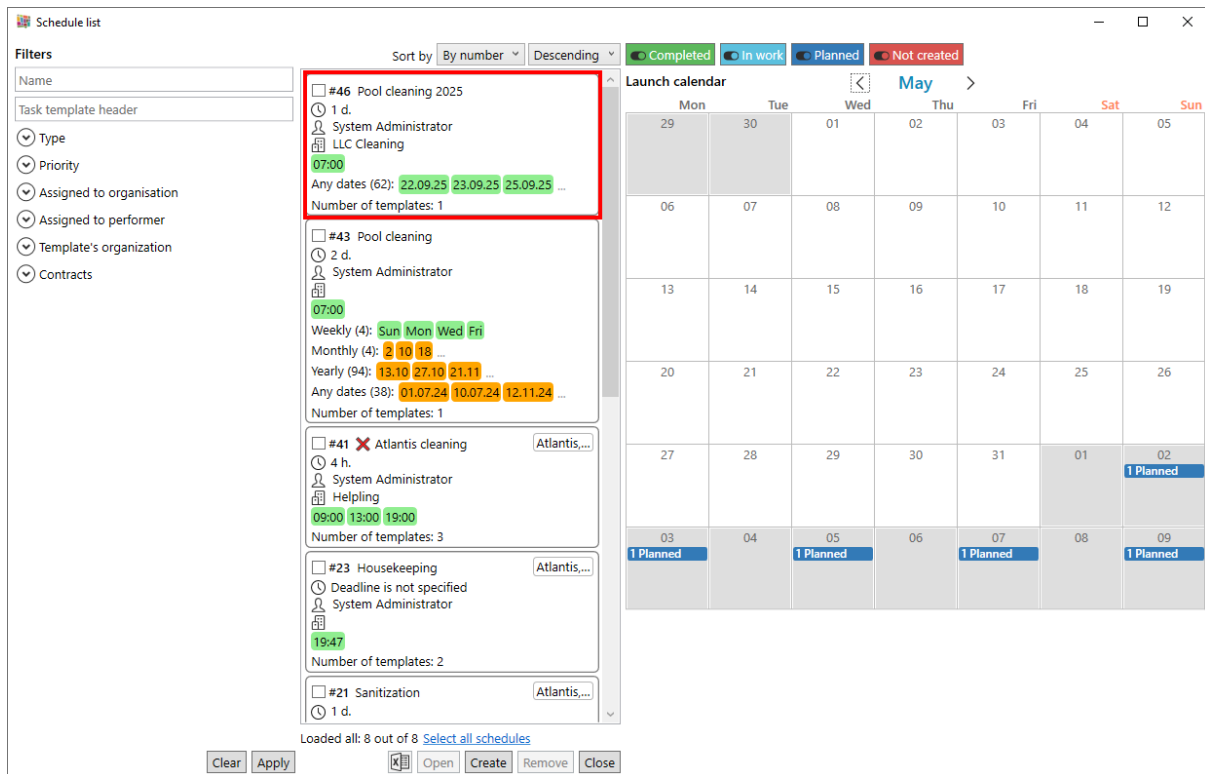 Schedule list
Filters
Name
Task template header
Type
Priority
Assigned to organisation
Assigned to performer
Template's organization
Contracts
Clear Apply
Sort by By number Descending
#46 Pool cleaning 2025
1 d.
System Administrator
LLC Cleaning
07:00
Any dates (62): 22.09.25 23.09.25 25.09.25 ...
Number of templates: 1
#43 Pool cleaning
2 d.
System Administrator
07:00
Weekly (4): Sun Mon Wed Fri
Monthly (4): 2 10 18 ...
Yearly (94): 13.10 27.10 21.11 ...
Any dates (38): 01.07.24 10.07.24 12.11.24 ...
Number of templates: 1
#41 Atlantis cleaning Atlantis,...
4 h.
System Administrator
Helpling
09:00 13:00 19:00
Number of templates: 3
#23 Housekeeping Atlantis,...
Deadline is not specified
System Administrator
19:47
Number of templates: 2
#21 Sanitization Atlantis,...
1 d.
Loaded all: 8 out of 8 Select all schedules
Open Create Remove Close
Completed In work Planned Not created
Launch calendar May
Mon Tue Wed Thu Fri Sat Sun
29 30 01 02 03 04 05
06 07 08 09 10 11 12
13 14 15 16 17 18 19
20 21 22 23 24 25 26
27 28 29 30 31 01 02
1 Planned
03 04 05 06 07 08 09
1 Planned 1 Planned 1 Planned 1 Planned